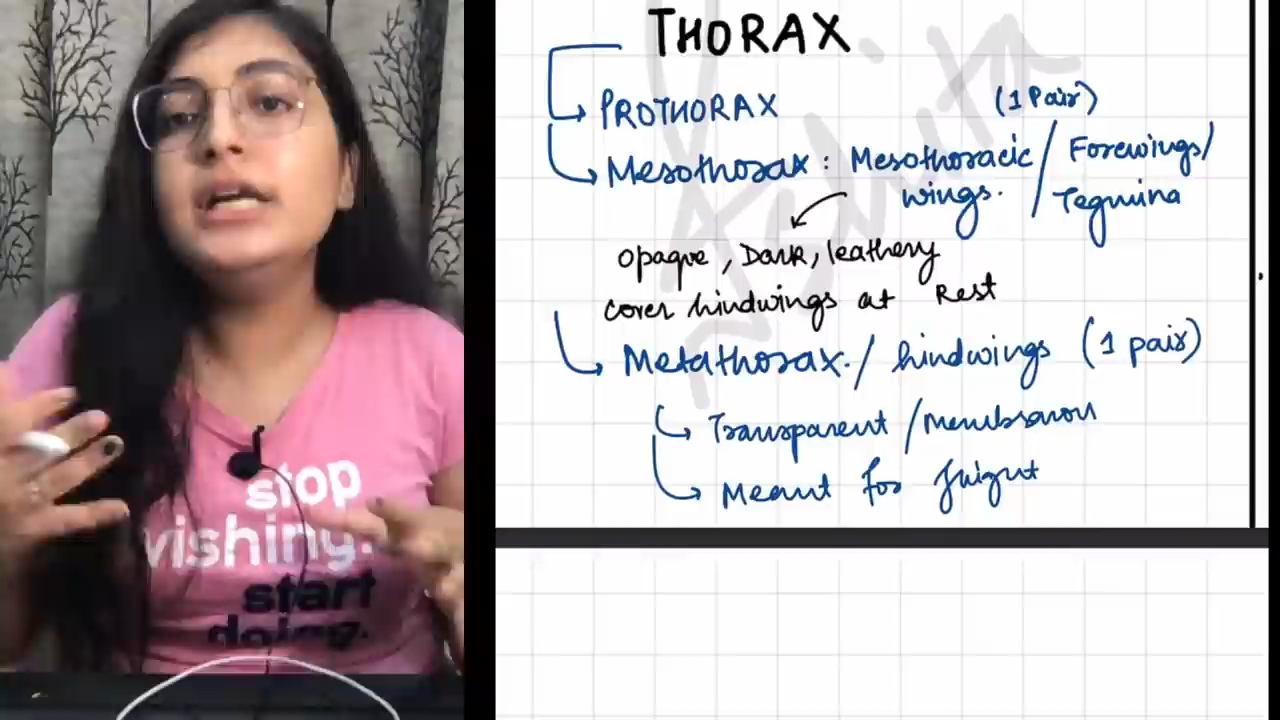 THORAX
PROTHORAX
(1 Pair)
Mesothorax : Mesothoracic / Forewings/
wings. / Tegmina
opaque, Dark, leathery
cover hindwings at Rest
Metathorax./ hindwings (1 pair)
Transparent /Membranous
Meant for flight
Ashita
stop
wishing.
start
doing.